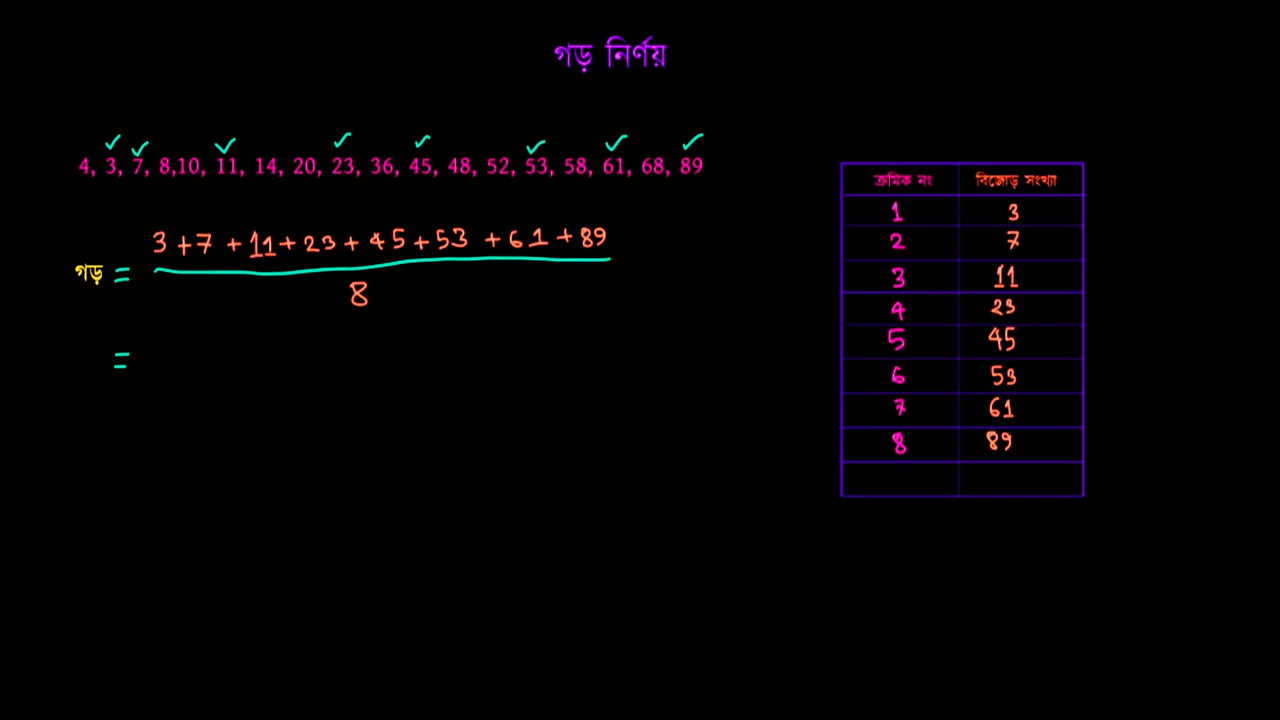 গড় নির্ণয়
4, 3, 7, 8,10, 11, 14, 20, 23, 36, 45, 48, 52, 53, 58, 61, 68, 89
গড় = 3 + 7 + 11 + 23 + 45 + 53 + 61 + 89
8
=
ক্রমিক নং বিজোড় সংখ্যা
1 3
2 7
3 11
4 23
5 45
6 53
7 61
8 89